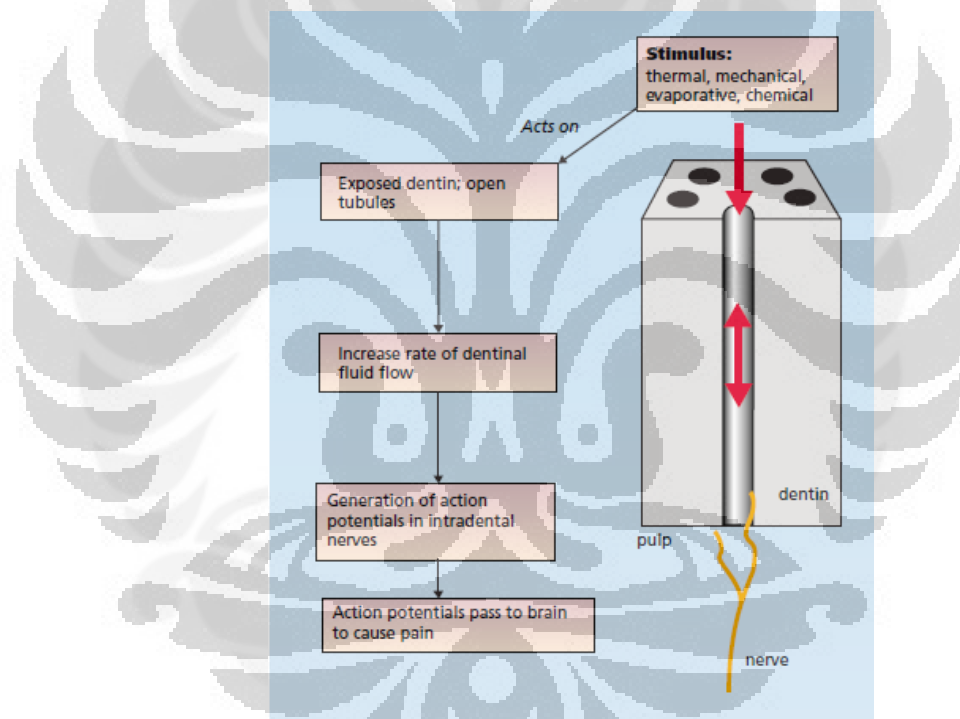 Stimulus:
thermal, mechanical,
evaporative, chemical
Acts on
Exposed dentin; open
tubules
Increase rate of dentinal
fluid flow
Generation of action
potentials in intradental
nerves
Action potentials pass to brain
to cause pain
dentin
pulp
nerve